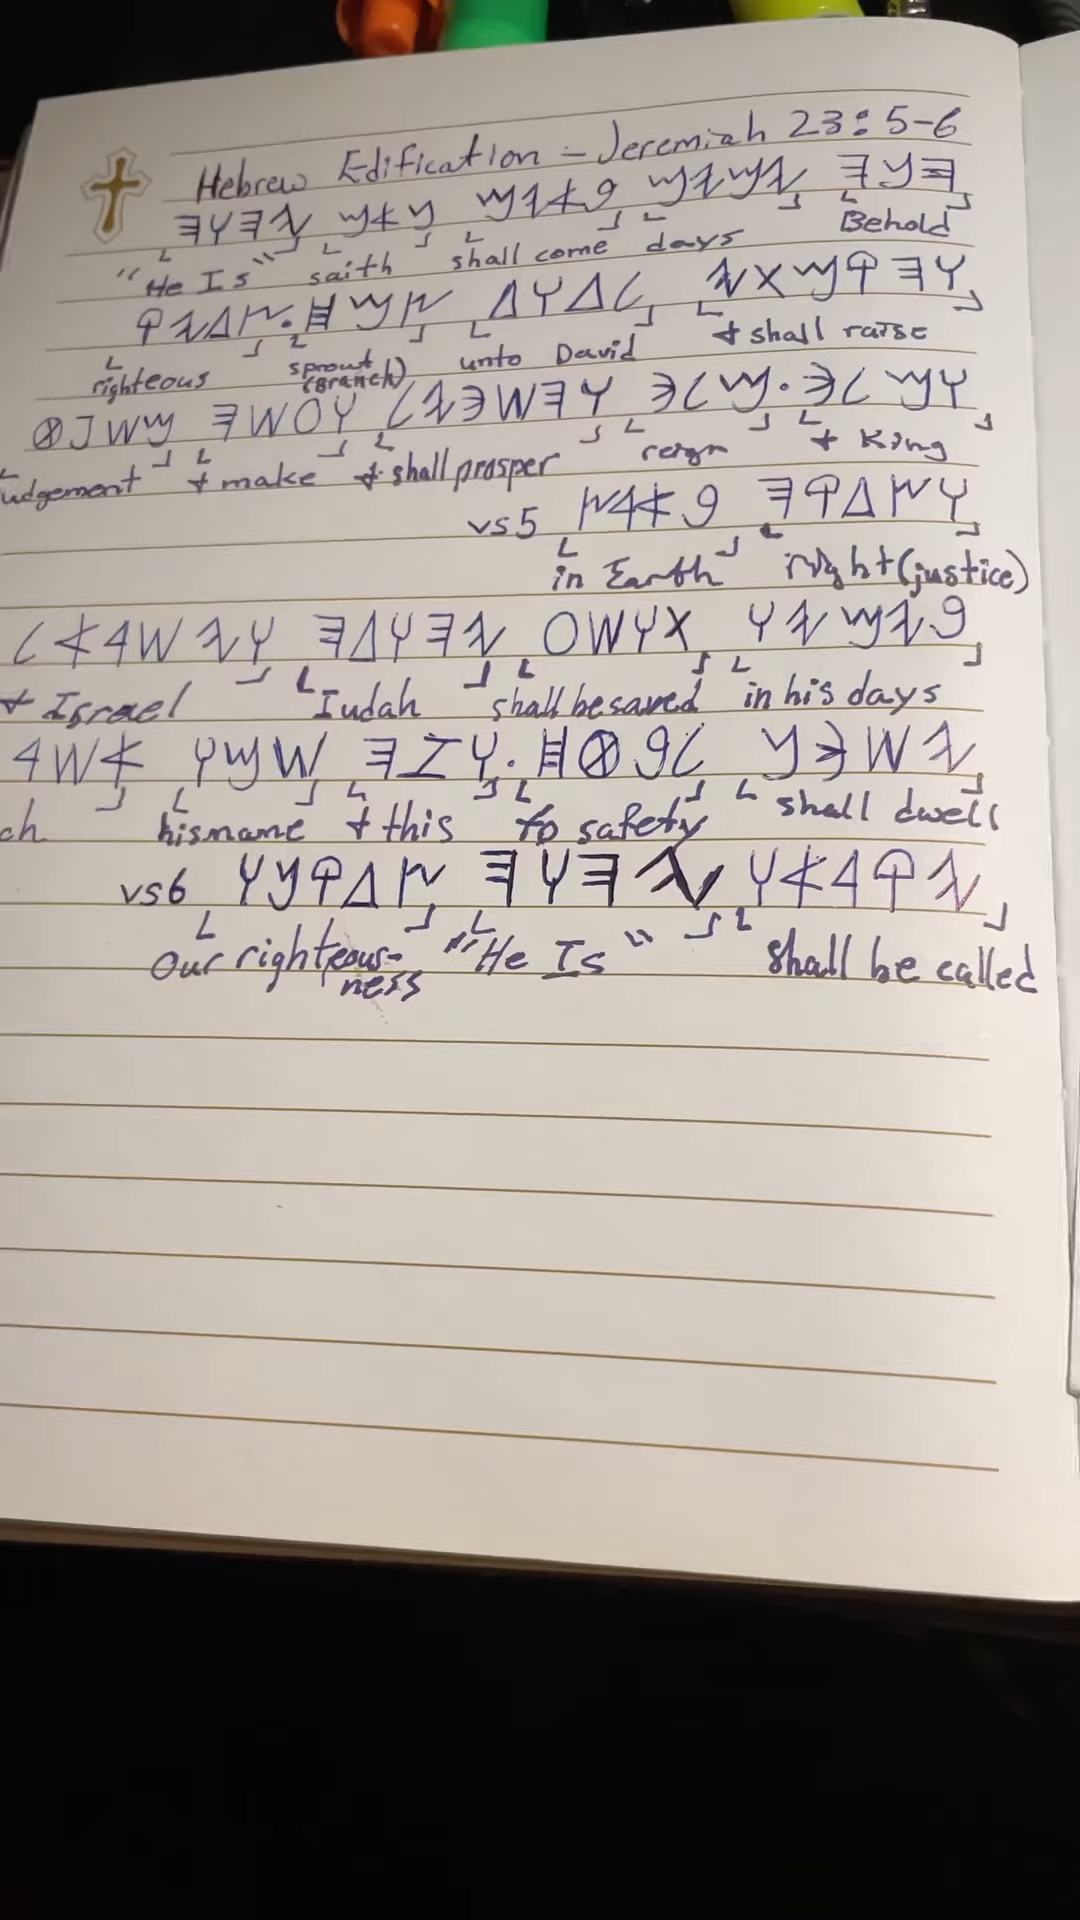 Hebrew Edification - Jeremiah 23:5-6
𐤄𐤍𐤄 𐤉𐤌𐤉𐤌 𐤁𐤀𐤉𐤌 𐤍𐤀𐤌 𐤉𐤄𐤅𐤄
"He Is" saith shall come days Behold
𐤅𐤄𐤒𐤌𐤕𐤉 𐤋𐤃𐤅𐤃 𐤑𐤌𐤇.𐤑𐤃𐤉𐤒
righteous sprout (Branch) unto David + shall raise
𐤅𐤌𐤋𐤊.𐤌𐤋𐤊 𐤅𐤄𐤔𐤊𐤉𐤋 𐤅𐤏𐤔𐤄 𐤌𐤔𐤐𐤈
udgement + make + shall prosper reign + King
𐤅𐤑𐤃𐤒𐤄 𐤁𐤀𐤓𐤑 vs5
in Earth right (justice)
𐤁𐤉𐤌𐤉𐤅 𐤕𐤅𐤔𐤏 𐤉𐤄𐤅𐤃𐤄 𐤅𐤉𐤔𐤓𐤀𐤋
+ Israel Iudah shall be saved in his days
𐤉𐤔𐤊𐤍 𐤋𐤁𐤈𐤇.𐤅𐤆𐤄 𐤔𐤌𐤅 𐤀𐤔𐤓
ch his name + this to safety shall dwell
𐤉𐤒𐤓𐤀𐤅 𐤉𐤄𐤅𐤄 𐤑𐤃𐤒𐤍𐤅 vs6
Our righteous-ness "He Is" shall be called